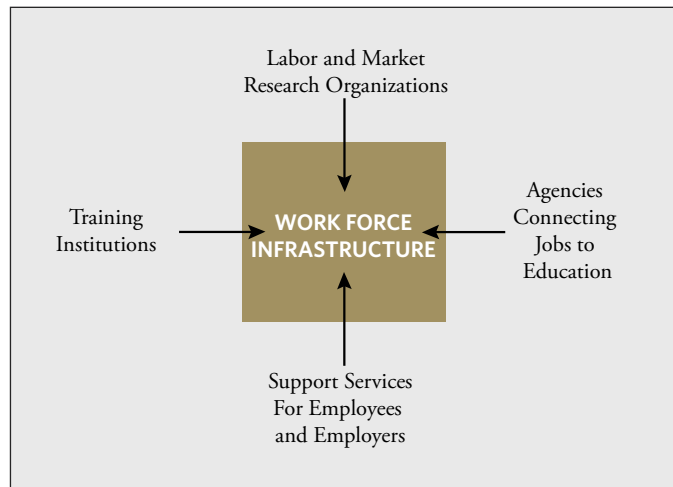 Labor and Market
Research Organizations
Training
Institutions
WORK FORCE
INFRASTRUCTURE
Agencies
Connecting
Jobs to
Education
Support Services
For Employees
and Employers